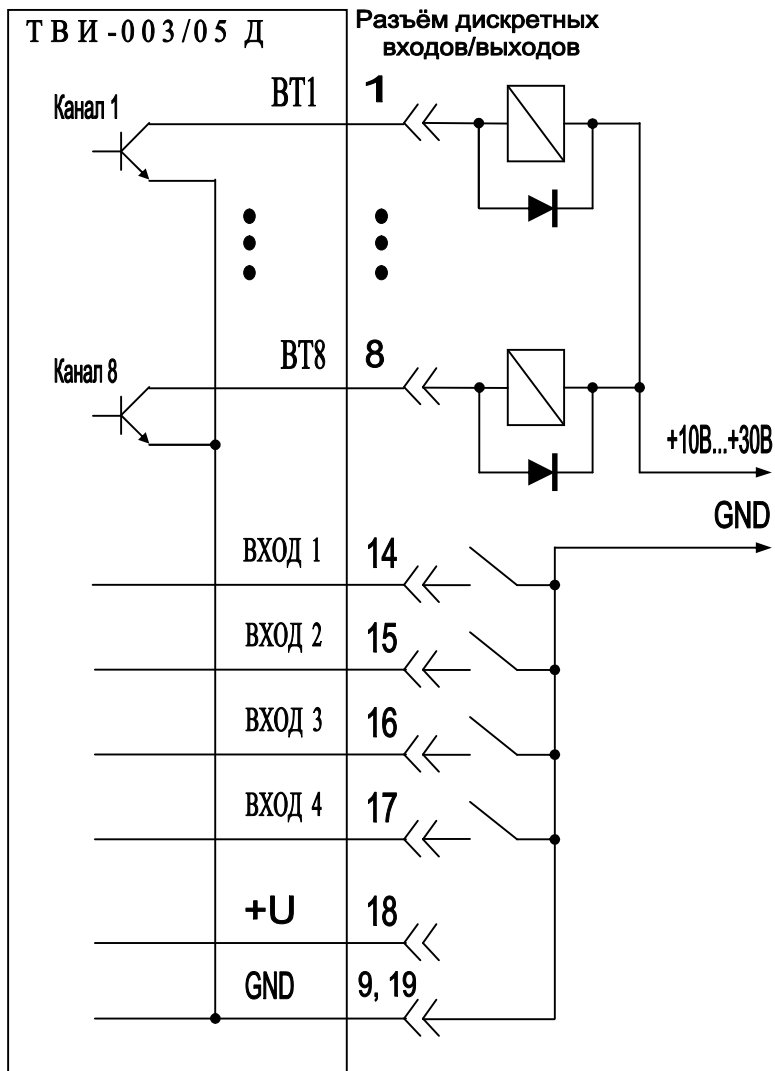 ТВИ-003/05 Д
Разъём дискретных
входов/выходов
Канал 1
ВТ1
1
Канал 8
ВТ8
8
+10В...+30В
GND
ВХОД 1
14
ВХОД 2
15
ВХОД 3
16
ВХОД 4
17
+U
18
GND
9, 19